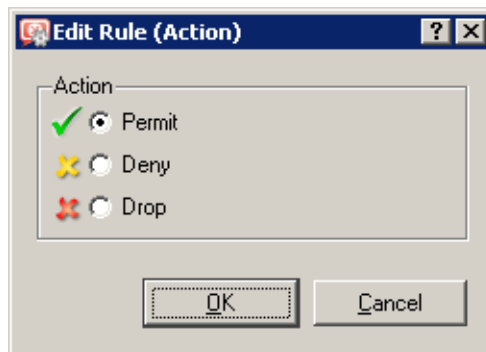 Edit Rule (Action)
?
Action
Permit
Deny
Drop
OK
Cancel